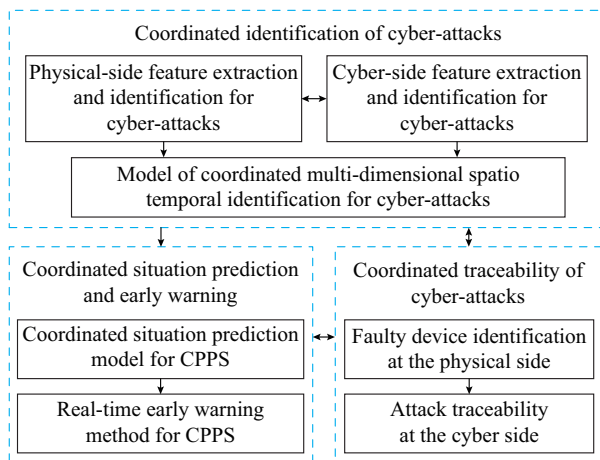 Coordinated identification of cyber-attacks
Physical-side feature extraction
and identification for
cyber-attacks
Cyber-side feature extraction
and identification for
cyber-attacks
Model of coordinated multi-dimensional spatio
temporal identification for cyber-attacks
Coordinated situation prediction
and early warning
Coordinated situation prediction
model for CPPS
Real-time early warning
method for CPPS
Coordinated traceability of
cyber-attacks
Faulty device identification
at the physical side
Attack traceability
at the cyber side